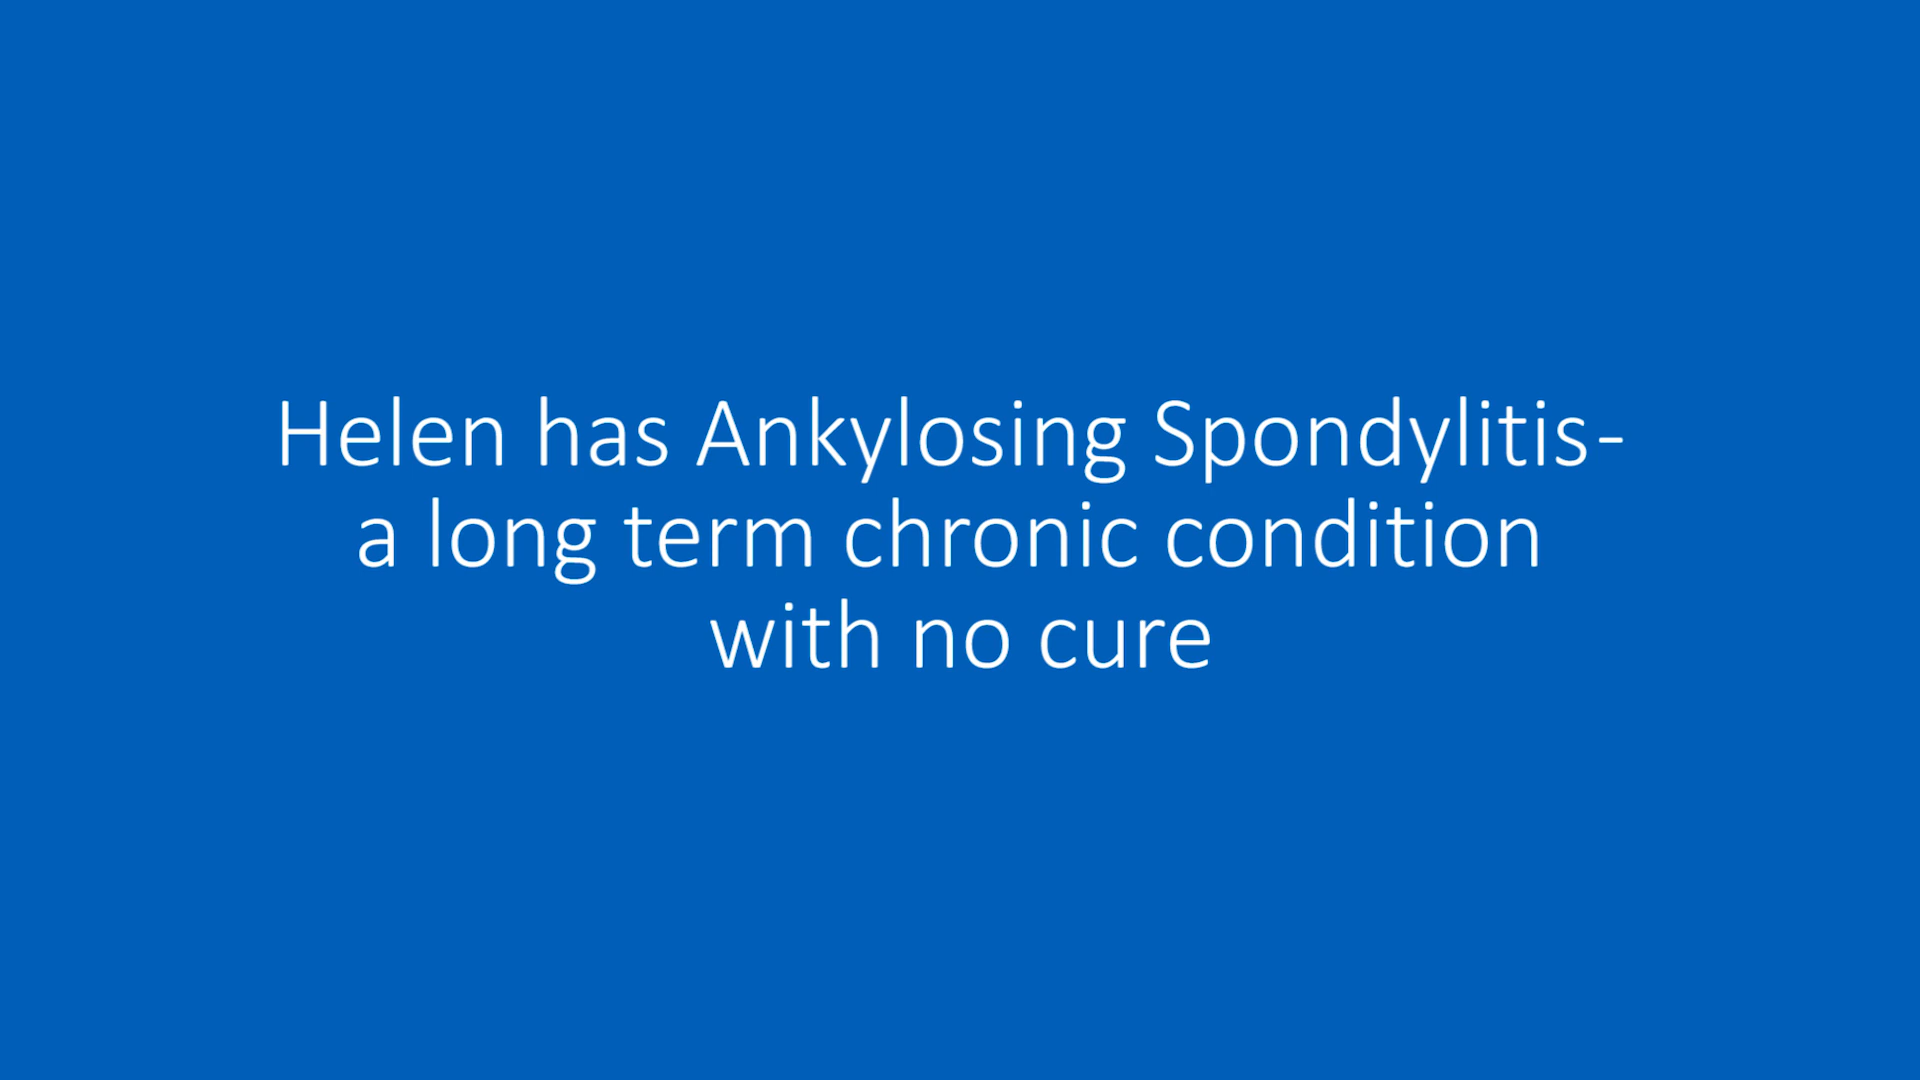 Helen has Ankylosing Spondylitis-
a long term chronic condition
with no cure